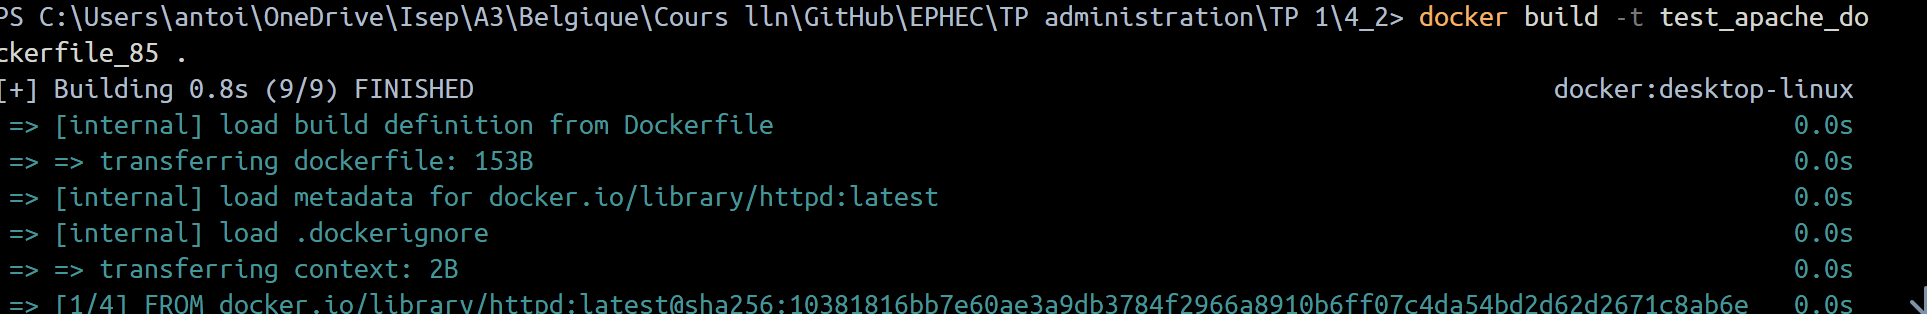 PS C:\Users\antoi\OneDrive\Isep\A3\Belgique\Cours lln\GitHub\EPHEC\TP administration\TP 1\4_2> docker build -t test_apache_do
ckerfile_85 .
[+] Building 0.8s (9/9) FINISHED docker:desktop-linux
=> [internal] load build definition from Dockerfile 0.0s
=> => transferring dockerfile: 153B 0.0s
=> [internal] load metadata for docker.io/library/httpd:latest 0.0s
=> [internal] load .dockerignore 0.0s
=> => transferring context: 2B 0.0s
=> [1/4] FROM docker.io/library/httpd:latest@sha256:10381816bb7e60ae3a9db3784f2966a8910b6ff07c4da54bd2d62d2671c8ab6e 0.0s